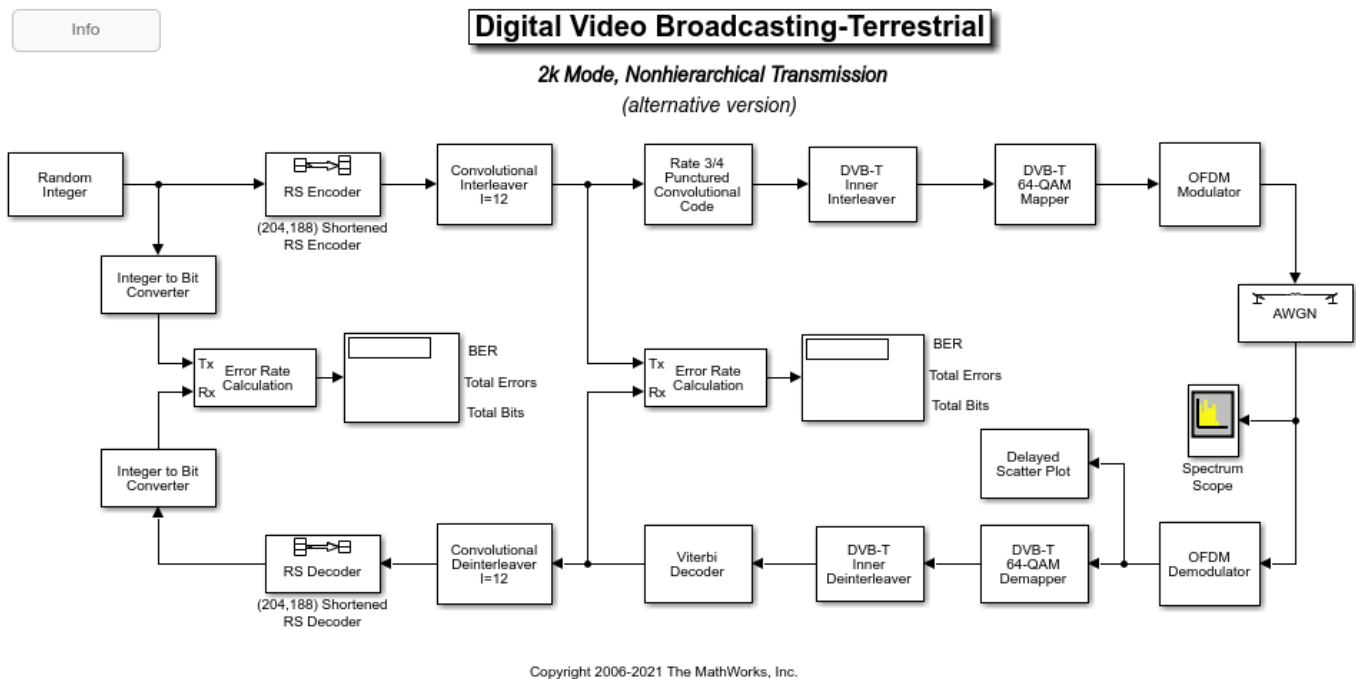 Info
Digital Video Broadcasting-Terrestrial
2k Mode, Nonhierarchical Transmission
(alternative version)
Random
Integer
RS Encoder
(204,188) Shortened
RS Encoder
Convolutional
Interleaver
I=12
Rate 3/4
Punctured
Convolutional
Code
DVB-T
Inner
Interleaver
DVB-T
64-QAM
Mapper
OFDM
Modulator
Integer to Bit
Converter
AWGN
Tx
Rx
Error Rate
Calculation
BER
Total Errors
Total Bits
Tx
Rx
Error Rate
Calculation
BER
Total Errors
Total Bits
Spectrum
Scope
Integer to Bit
Converter
Delayed
Scatter Plot
RS Decoder
(204,188) Shortened
RS Decoder
Convolutional
Deinterleaver
I=12
Viterbi
Decoder
DVB-T
Inner
Deinterleaver
DVB-T
64-QAM
Demapper
OFDM
Demodulator
Copyright 2006-2021 The MathWorks, Inc.